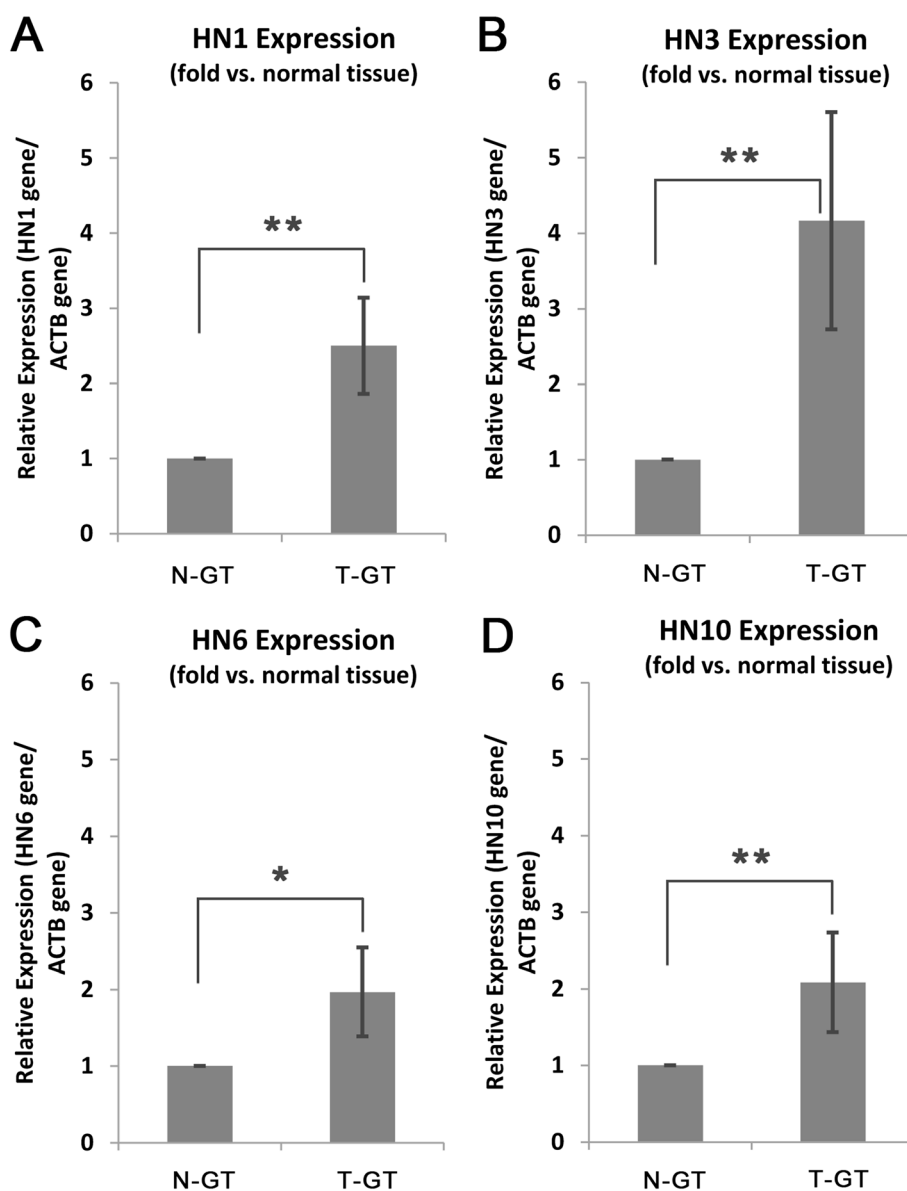 A
HN1 Expression
(fold vs. normal tissue)
Relative Expression (HN1 gene/
ACTB gene)
6
5
4
3
2
1
0
**
N-GT
T-GT
B
HN3 Expression
(fold vs. normal tissue)
Relative Expression (HN3 gene/
ACTB gene)
6
5
4
3
2
1
0
**
N-GT
T-GT
C
HN6 Expression
(fold vs. normal tissue)
Relative Expression (HN6 gene/
ACTB gene)
6
5
4
3
2
1
0
*
N-GT
T-GT
D
HN10 Expression
(fold vs. normal tissue)
Relative Expression (HN10 gene/
ACTB gene)
6
5
4
3
2
1
0
**
N-GT
T-GT